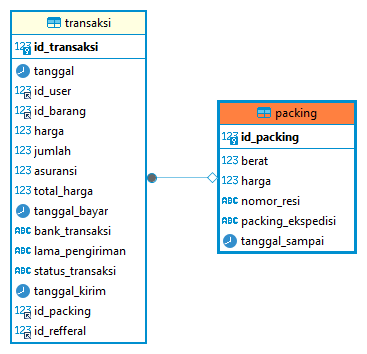 transaksi
123 id_transaksi
tanggal
123 id_user
123 id_barang
123 harga
123 jumlah
123 asuransi
123 total_harga
tanggal_bayar
ABC bank_transaksi
ABC lama_pengiriman
ABC status_transaksi
tanggal_kirim
123 id_packing
123 id_refferal
packing
123 id_packing
123 berat
123 harga
ABC nomor_resi
ABC packing_ekspedisi
tanggal_sampai